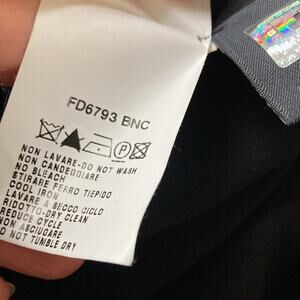 FD6793 BNC
P
NON LAVARE-DO NOT WASH
NON CANDEGGIARE
NO BLEACH
STIRARE FERRO TIEPIDO
COOL IRON
LAVARE A SECCO CICLO
RIDOTTO-DRY CLEAN
REDUCE CYCLE
NON ASCIUGARE
DO NOT TUMBLE DRY